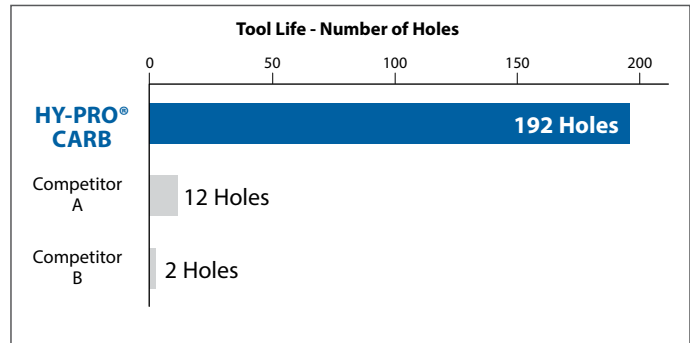 Tool Life - Number of Holes
0 50 100 150 200
HY-PRO®
CARB
192 Holes
Competitor
A
12 Holes
Competitor
B
2 Holes